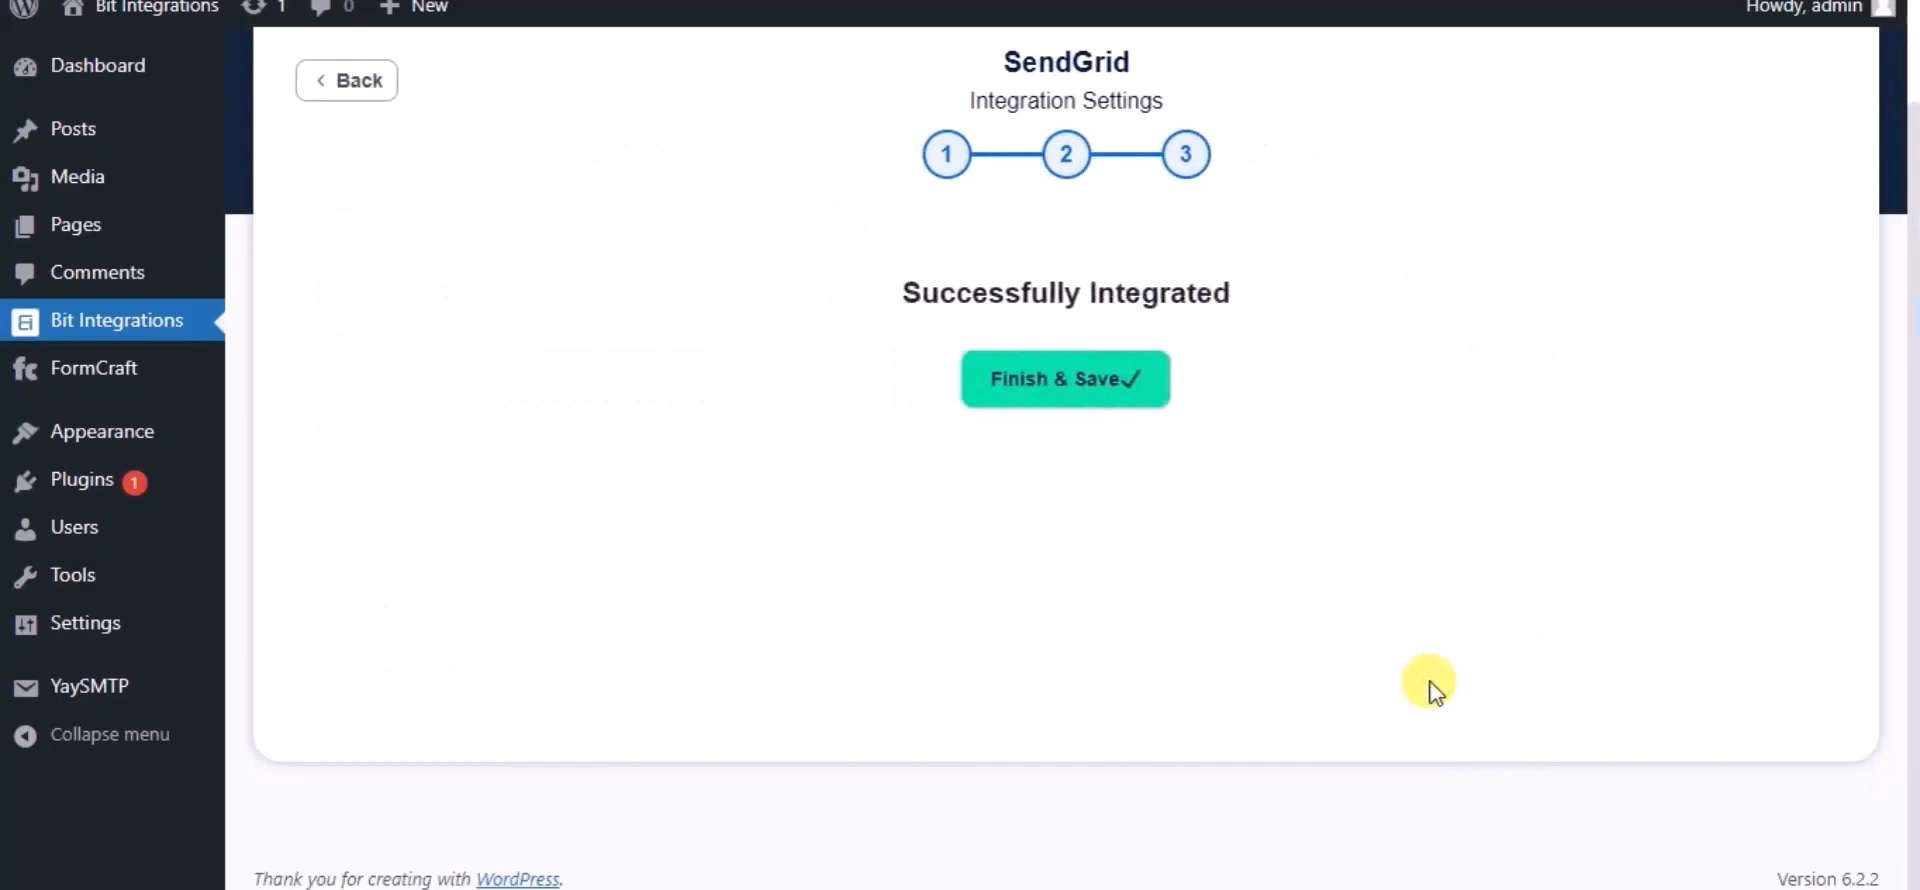 Bit Integrations 1 0 + New Howdy, admin
Dashboard
Posts
Media
Pages
Comments
Bit Integrations
FormCraft
Appearance
Plugins 1
Users
Tools
Settings
YaySMTP
Collapse menu
< Back
SendGrid
Integration Settings
1 2 3
Successfully Integrated
Finish & Save✓
Thank you for creating with WordPress.
Version 6.2.2